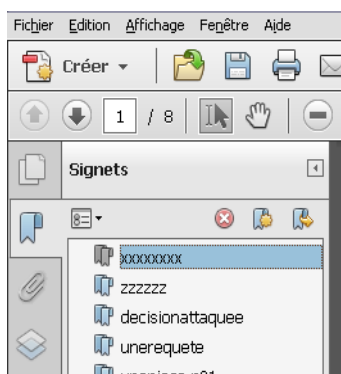 Fichier Edition Affichage Fenêtre Aide
Créer
1 / 8
Signets
xxxxxxxx
zzzzzz
decisionattaquee
unerequete